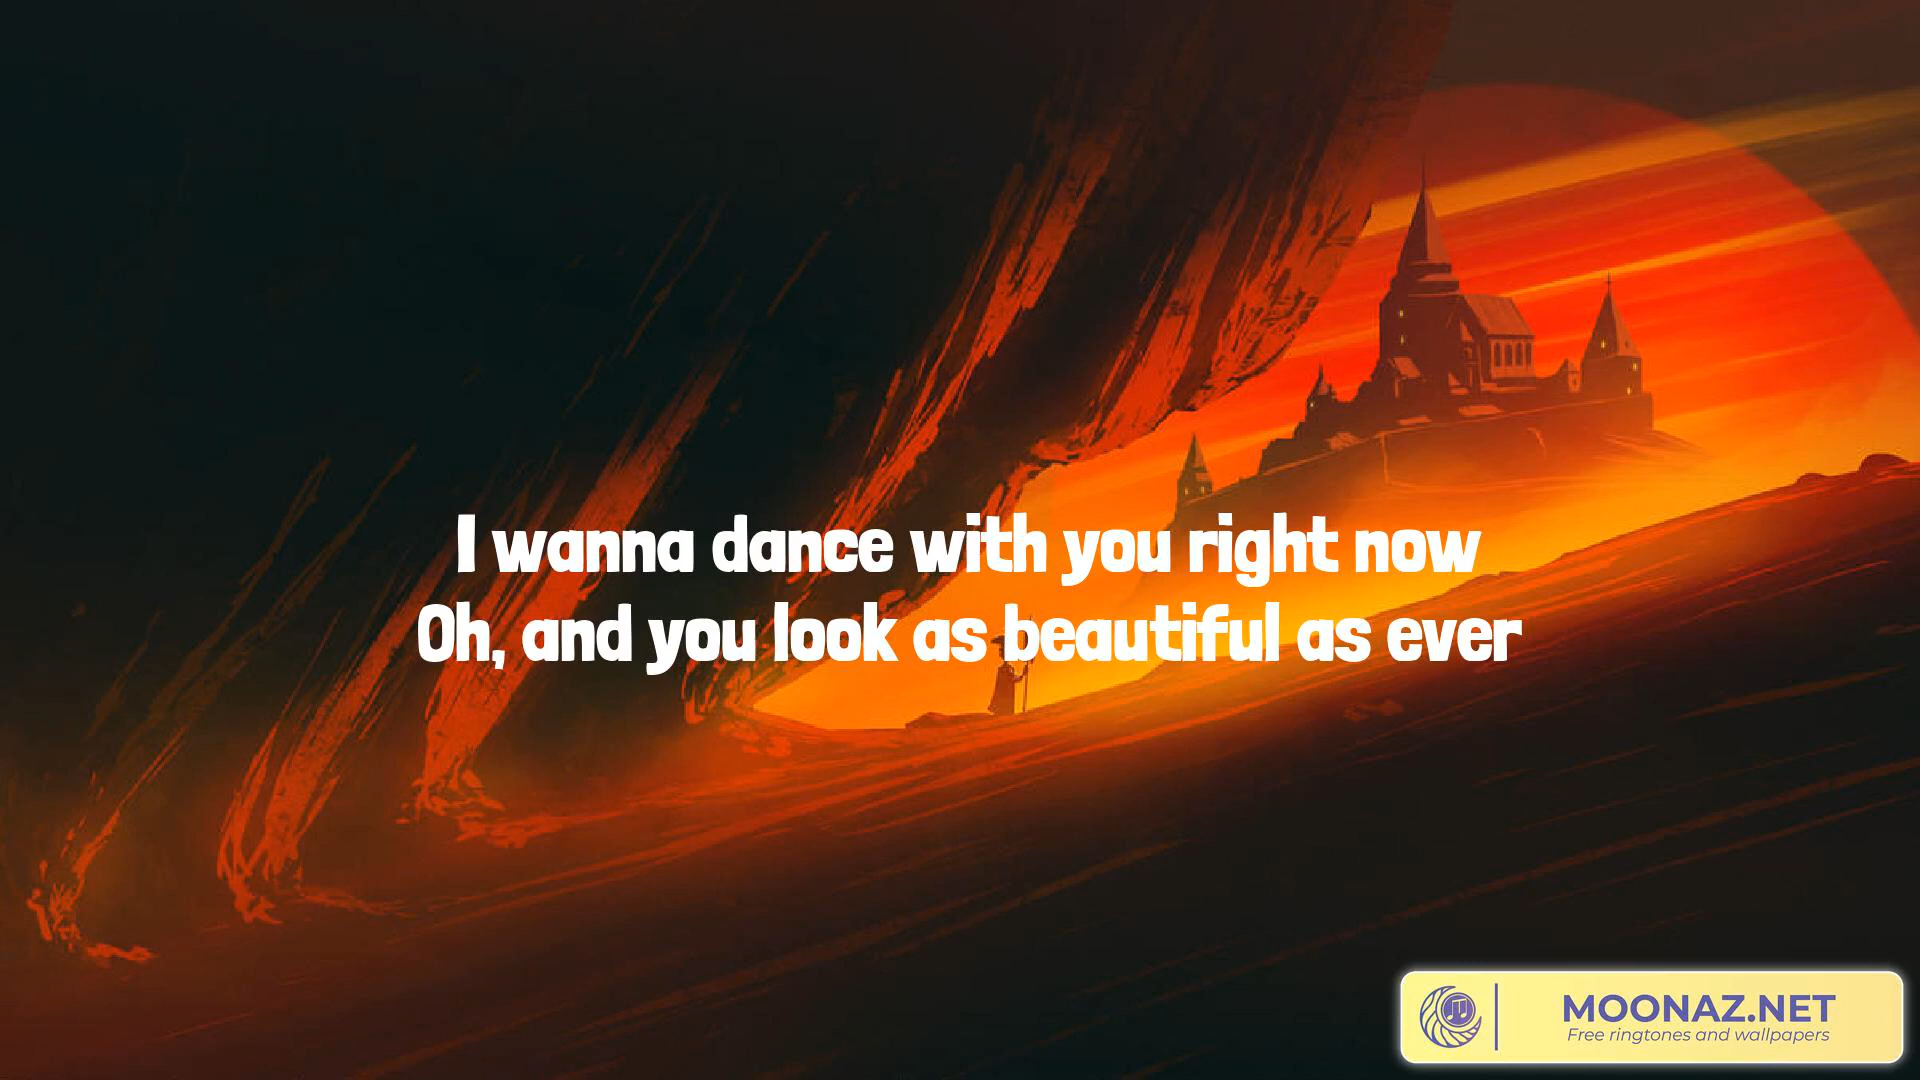 I wanna dance with you right now
Oh, and you look as beautiful as ever
MOONAZ.NET
Free ringtones and wallpapers